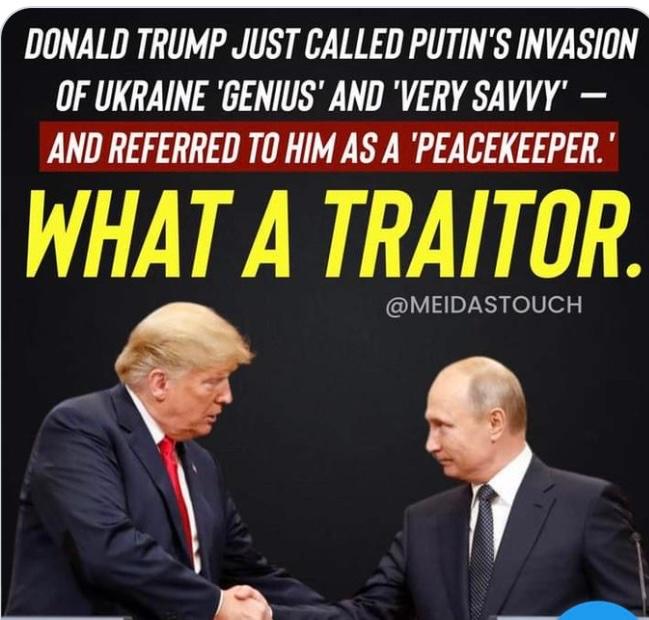 DONALD TRUMP JUST CALLED PUTIN'S INVASION
OF UKRAINE 'GENIUS' AND 'VERY SAVVY' —
AND REFERRED TO HIM AS A 'PEACEKEEPER.'
WHAT A TRAITOR.
@MEIDASTOUCH